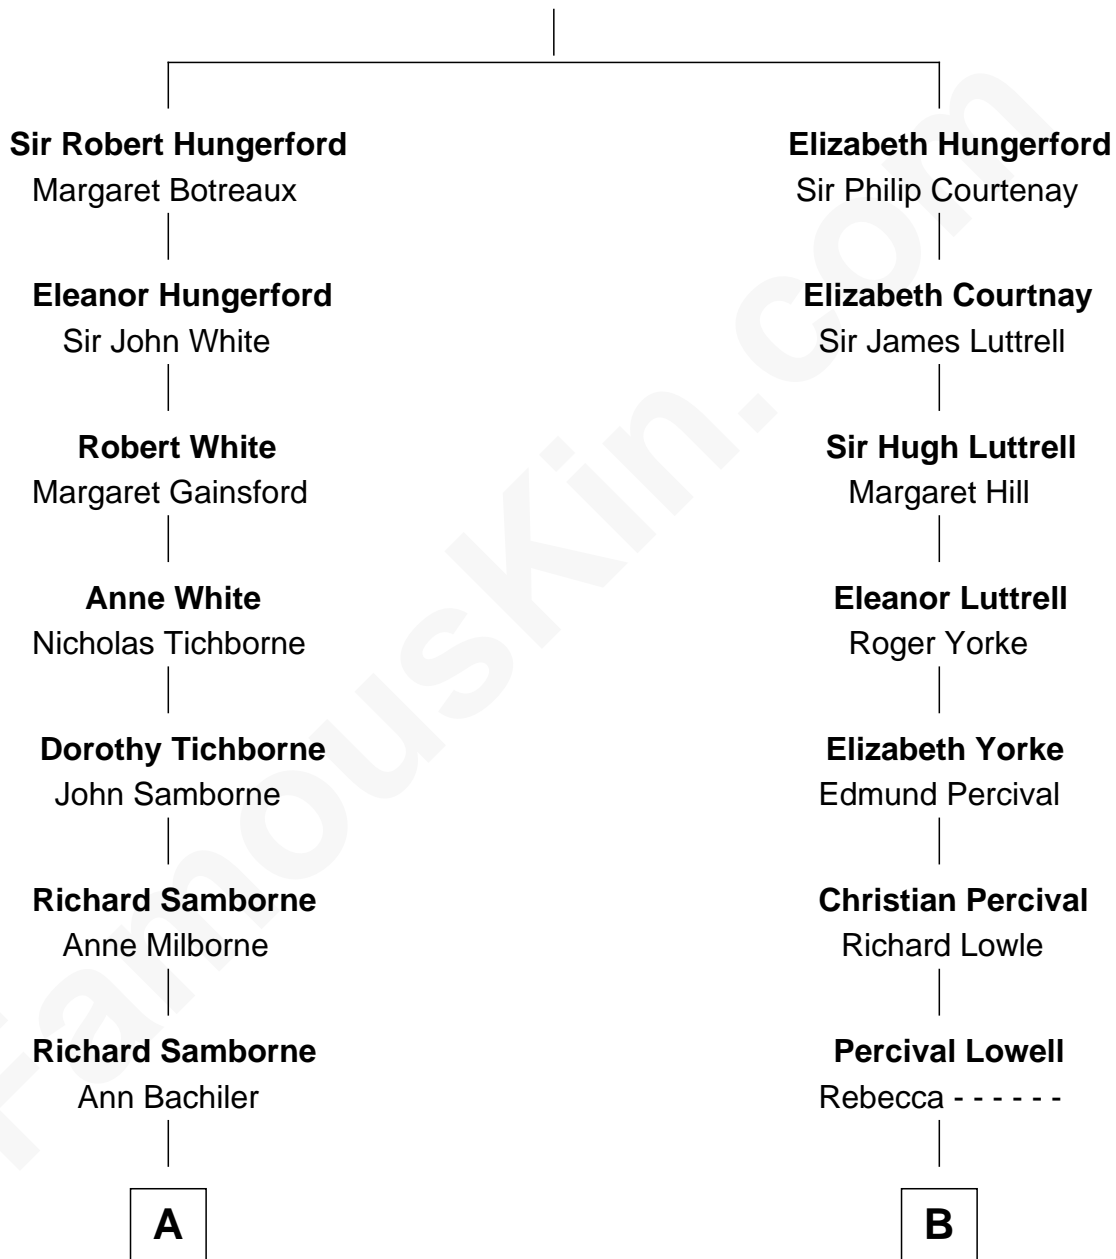 Sir Robert Hungerford
Margaret Botreaux
Eleanor Hungerford
Sir John White
Robert White
Margaret Gainsford
Anne White
Nicholas Tichborne
Dorothy Tichborne
John Samborne
Richard Samborne
Anne Milborne
Richard Samborne
Ann Bachiler
A
Elizabeth Hungerford
Sir Philip Courtenay
Elizabeth Courtnay
Sir James Luttrell
Sir Hugh Luttrell
Margaret Hill
Eleanor Luttrell
Roger Yorke
Elizabeth Yorke
Edmund Percival
Christian Percival
Richard Lowle
Percival Lowell
Rebecca - - - - - -
B
FamousKin.com